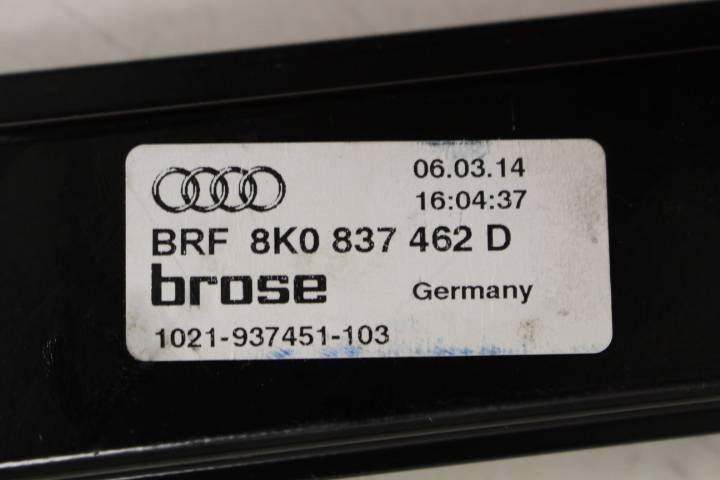 06.03.14
16:04:37
BRF 8K0 837 462 D
brose Germany
1021-937451-103